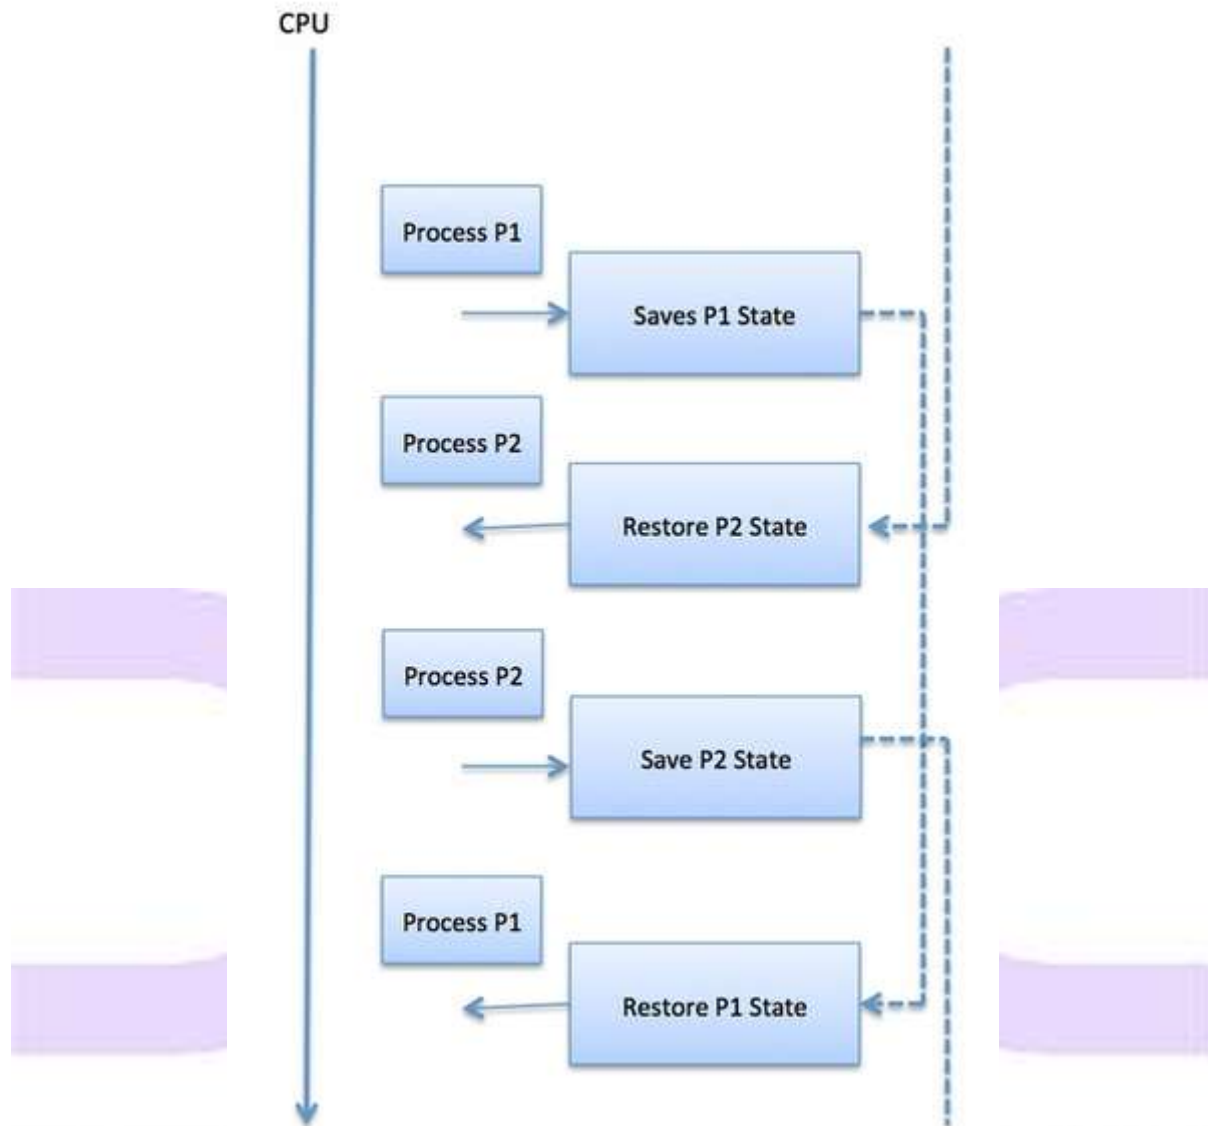 CPU
Process P1
Saves P1 State
Process P2
Restore P2 State
Process P2
Save P2 State
Process P1
Restore P1 State